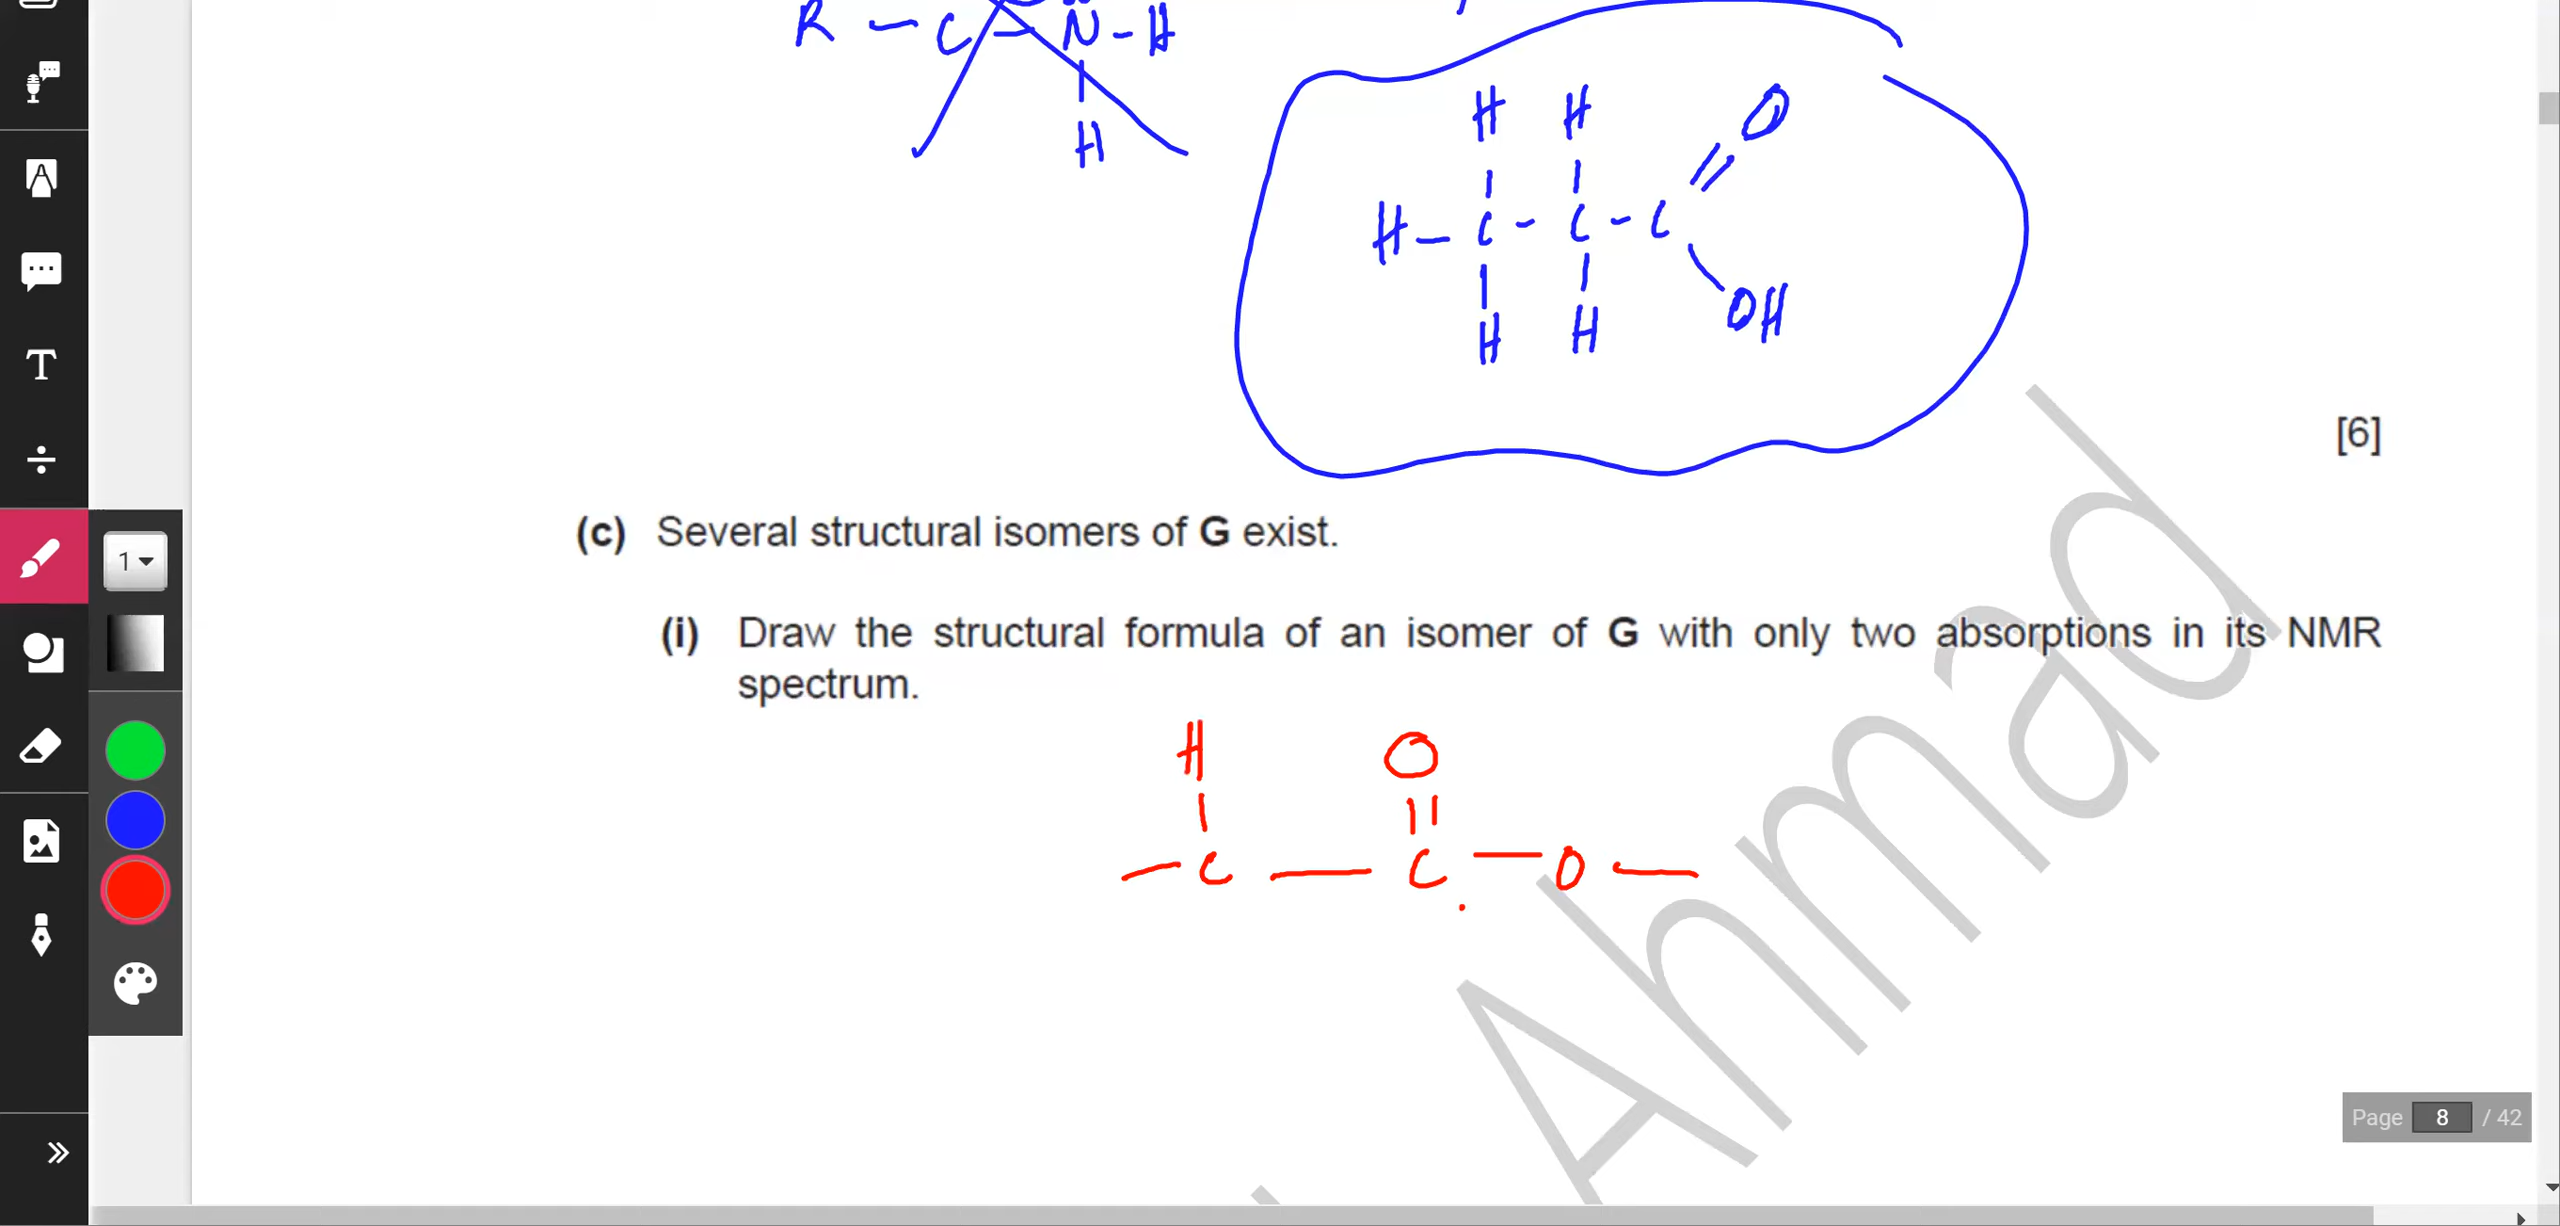 R – C – N – H
H
H H O
H – C – C – C
OH
H H
[6]
(c) Several structural isomers of G exist.
(i) Draw the structural formula of an isomer of G with only two absorptions in its NMR
spectrum.
H O
– C — C — O —
Ahmad
T
1
Page 8 / 42